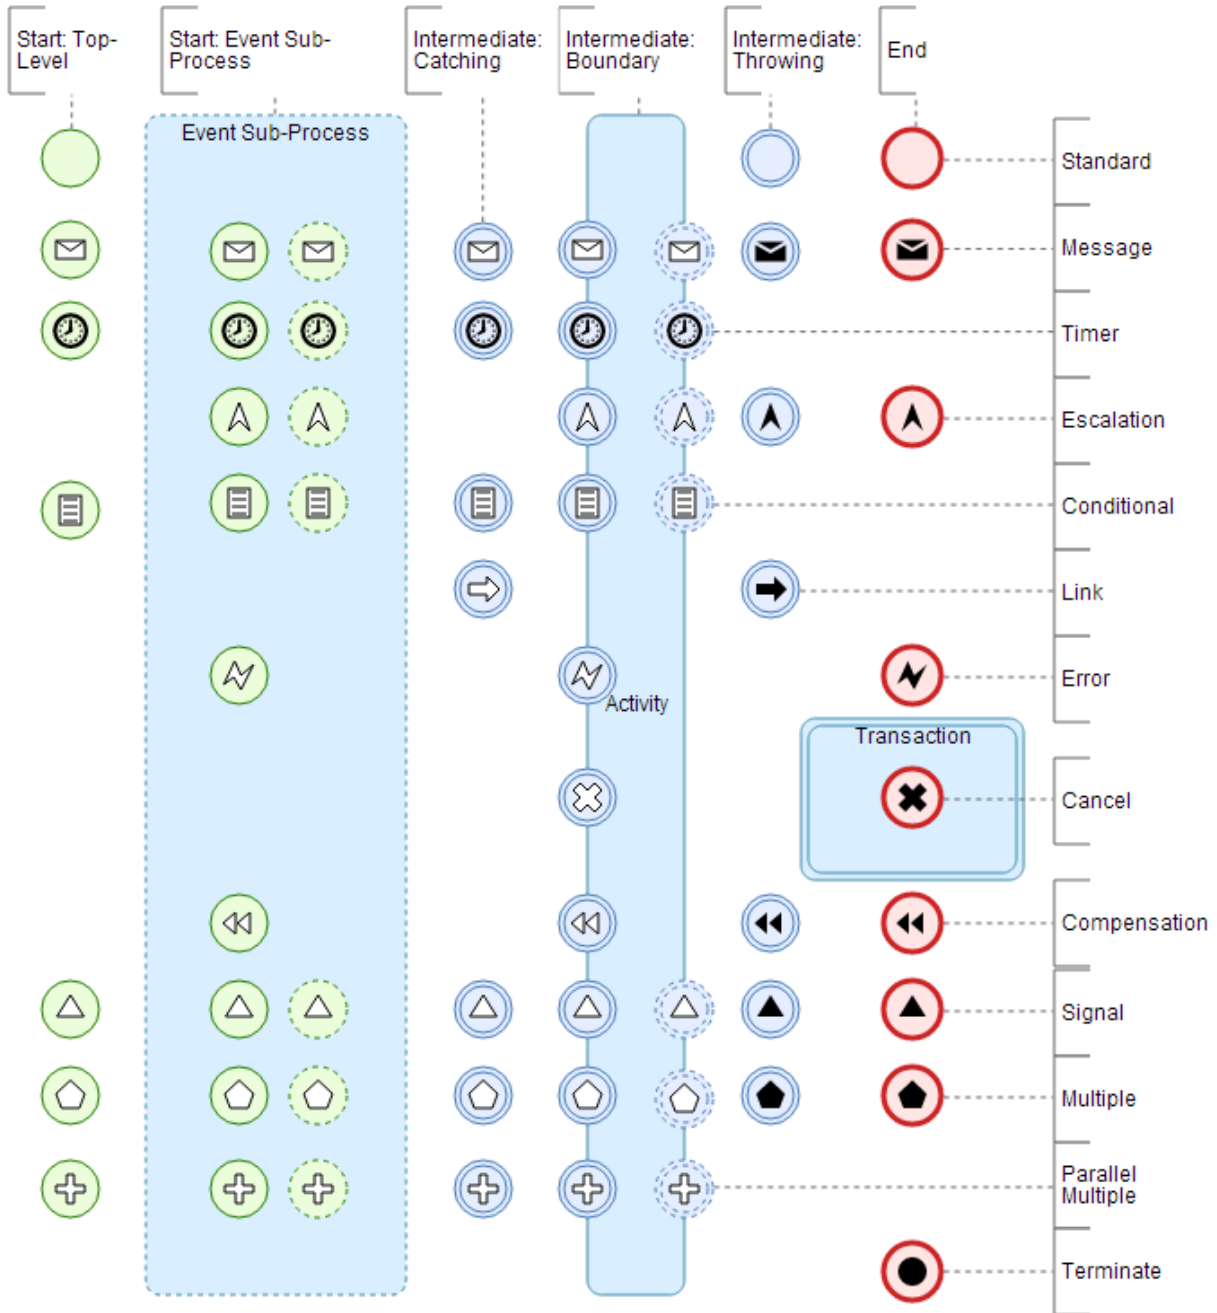 Start: Top-
Level
Start: Event Sub-
Process
Intermediate:
Catching
Intermediate:
Boundary
Intermediate:
Throwing
End
Event Sub-Process
Standard
Message
Timer
Escalation
Conditional
Link
Error
Activity
Transaction
Cancel
Compensation
Signal
Multiple
Parallel
Multiple
Terminate